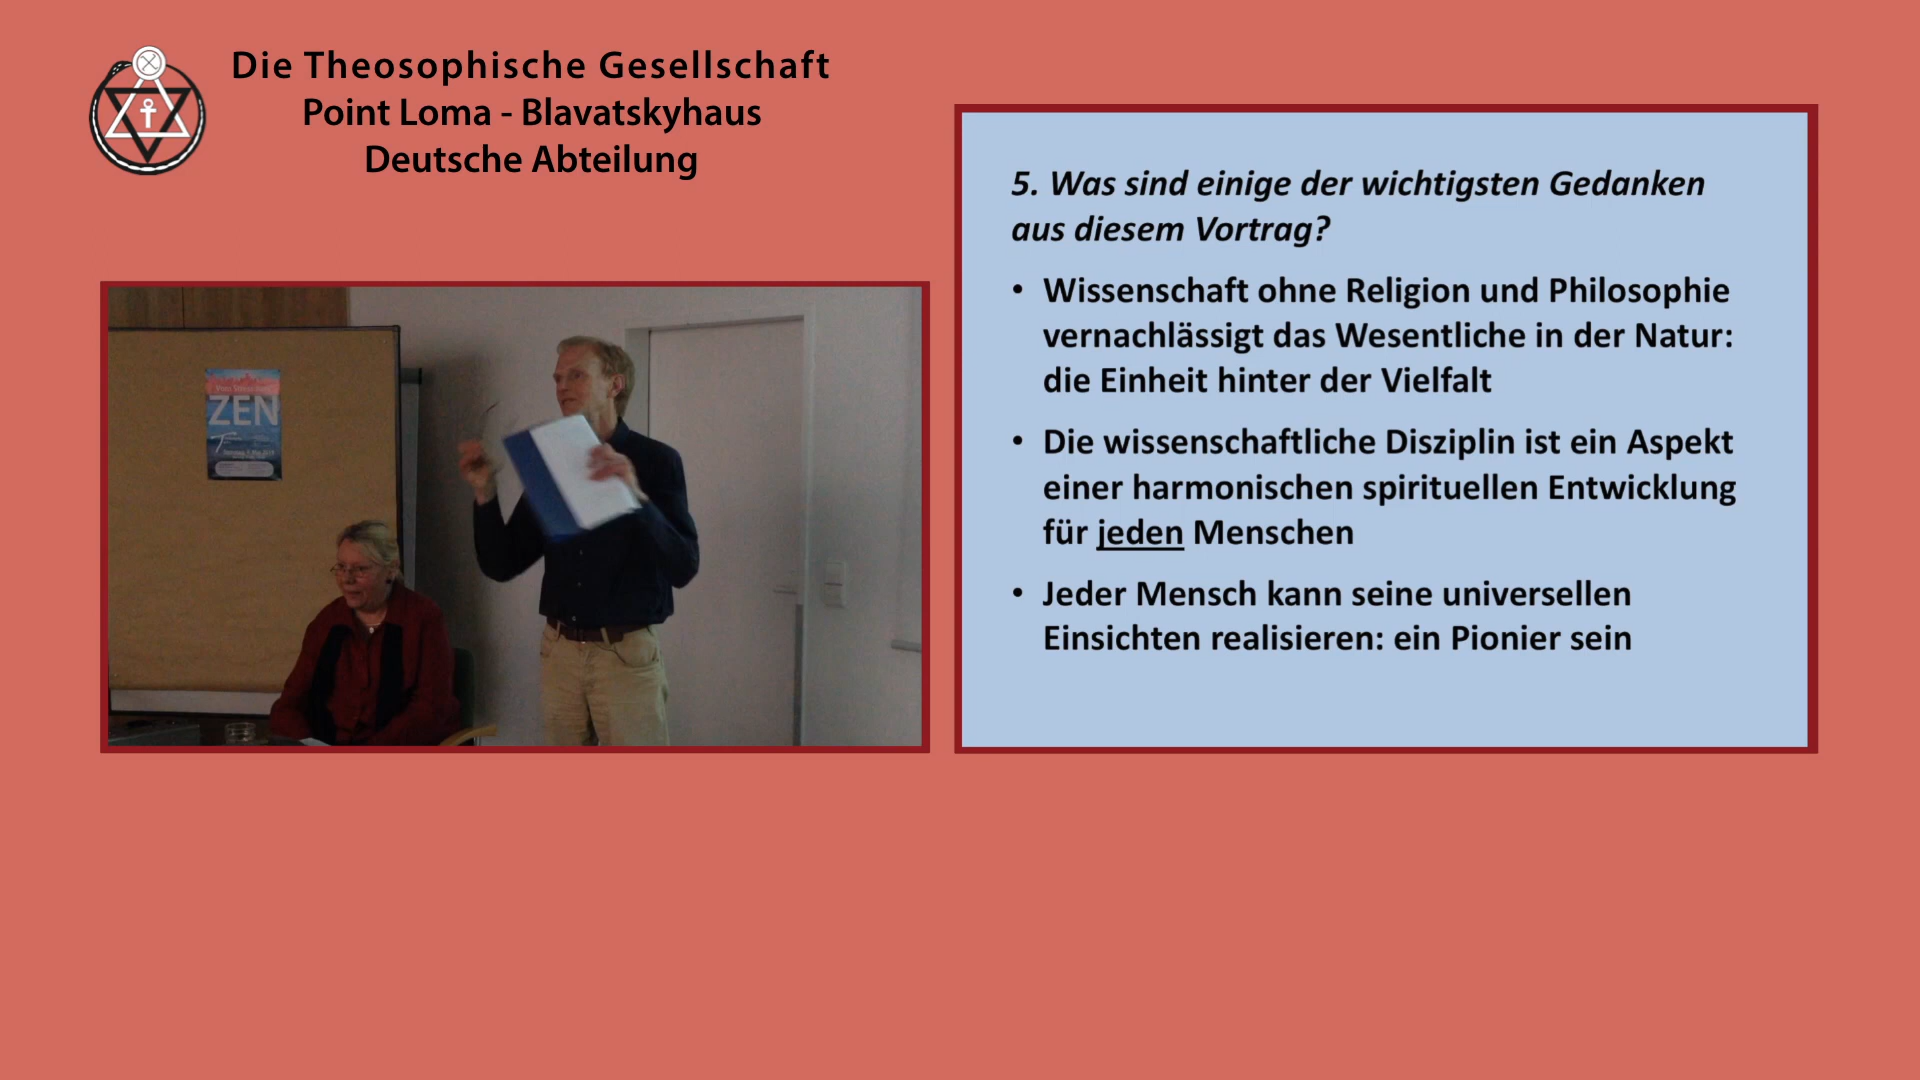 Die Theosophische Gesellschaft
Point Loma - Blavatskyhaus
Deutsche Abteilung
ZEN
5. Was sind einige der wichtigsten Gedanken
aus diesem Vortrag?
• Wissenschaft ohne Religion und Philosophie
vernachlässigt das Wesentliche in der Natur:
die Einheit hinter der Vielfalt
• Die wissenschaftliche Disziplin ist ein Aspekt
einer harmonischen spirituellen Entwicklung
für jeden Menschen
• Jeder Mensch kann seine universellen
Einsichten realisieren: ein Pionier sein